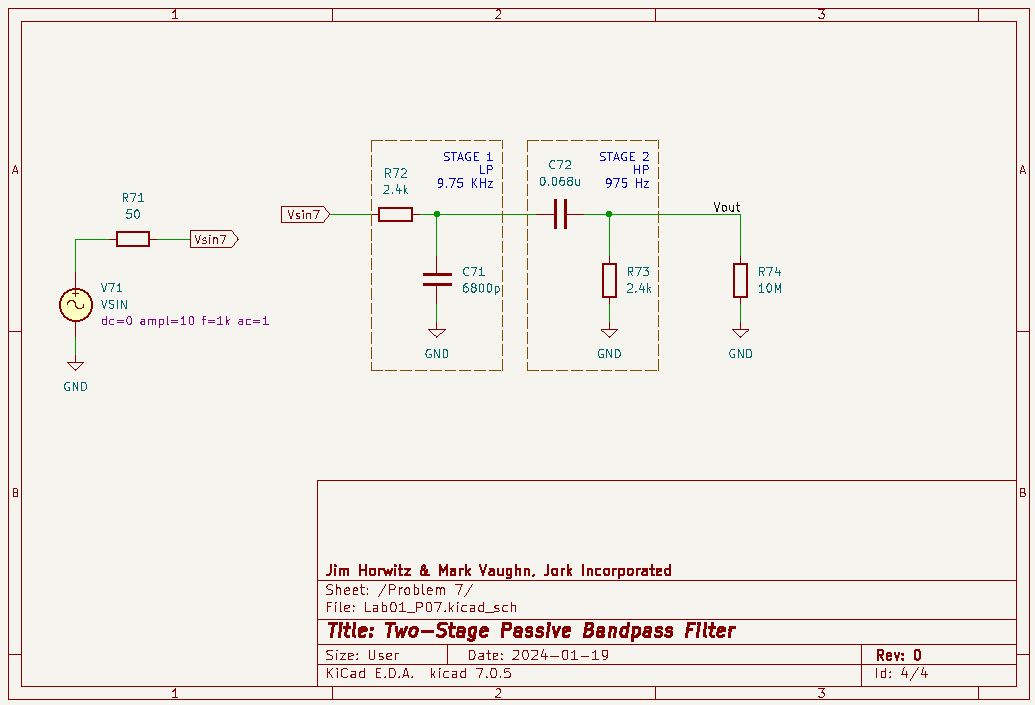 1 2 3
A A
STAGE 1
LP
9.75 KHz
STAGE 2
HP
975 Hz
R72
2.4k
C72
0.068u
R71
50
Vsin7
Vsin7
Vout
C71
6800p
R73
2.4k
R74
10M
V71
VSIN
dc=0 ampl=10 f=1k ac=1
GND
GND
GND
GND
B B
Jim Horwitz & Mark Vaughn, Jork Incorporated
Sheet: /Problem 7/
File: Lab01_P07.kicad_sch
Title: Two-Stage Passive Bandpass Filter
Size: User Date: 2024-01-19 Rev: 0
KiCad E.D.A. kicad 7.0.5 Id: 4/4
1 2 3